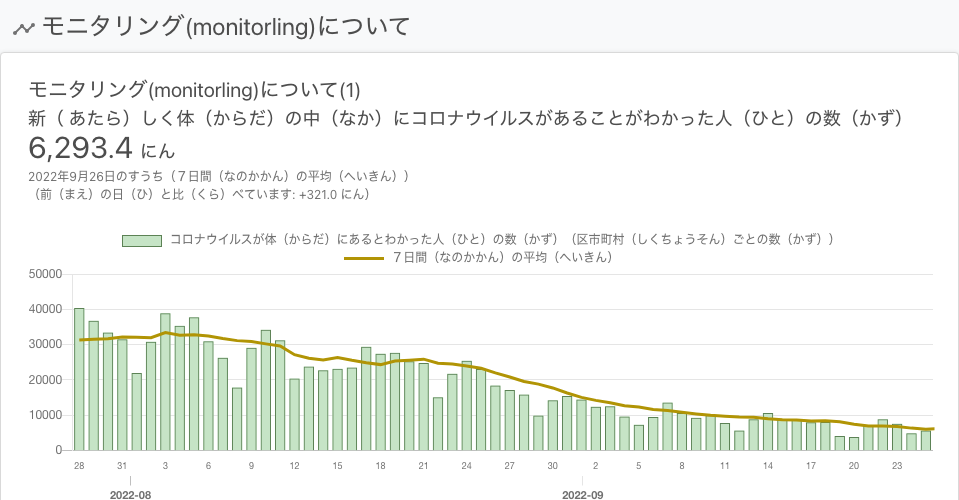 モニタリング(monitorling)について
モニタリング(monitorling)について(1)
新（ あたら）しく体（からだ）の中（なか）にコロナウイルスがあることがわかった人（ひと）の数（かず）
6,293.4 にん
2022年9月26日のすうち（７日間（なのかかん）の平均（へいきん））
（前（まえ）の日（ひ）と比（くら）べています: +321.0 にん）
コロナウイルスが体（からだ）にあるとわかった人（ひと）の数（かず）（区市町村（しくちょうそん）ごとの数（かず））
７日間（なのかかん）の平均（へいきん）
50000
40000
30000
20000
10000
0
28 31 3 6 9 12 15 18 21 24 27 30 2 5 8 11 14 17 20 23
2022-08 2022-09